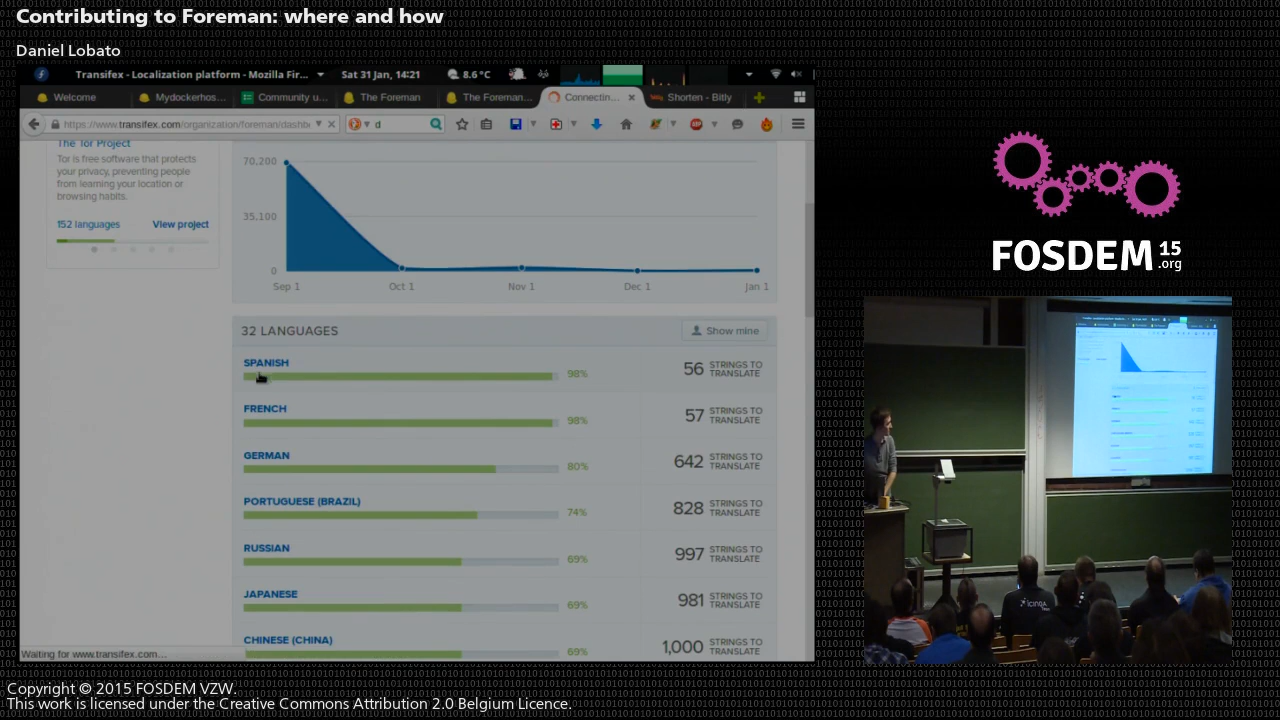 Contributing to Foreman: where and how
Daniel Lobato
Transifex - Localization platform - Mozilla Fir...
Sat 31 Jan, 14:21
8.6 °C
Welcome
Mydockerhos...
Community u...
The Foreman
The Foreman...
Connectin...
Shorten - Bitly
https://www.transifex.com/organization/foreman/dashb
d
The Tor Project
Tor is free software that protects
your privacy, preventing people
from learning your location or
browsing habits.
152 languages
View project
70,200
35,100
0
Sep 1
Oct 1
Nov 1
Dec 1
Jan 1
32 LANGUAGES
Show mine
SPANISH
98%
56 STRINGS TO TRANSLATE
FRENCH
98%
57 STRINGS TO TRANSLATE
GERMAN
80%
642 STRINGS TO TRANSLATE
PORTUGUESE (BRAZIL)
74%
828 STRINGS TO TRANSLATE
RUSSIAN
69%
997 STRINGS TO TRANSLATE
JAPANESE
69%
981 STRINGS TO TRANSLATE
CHINESE (CHINA)
69%
1,000 STRINGS TO TRANSLATE
Waiting for www.transifex.com...
FOSDEM 15
.org
ICINGA
Copyright © 2015 FOSDEM VZW.
This work is licensed under the Creative Commons Attribution 2.0 Belgium Licence.